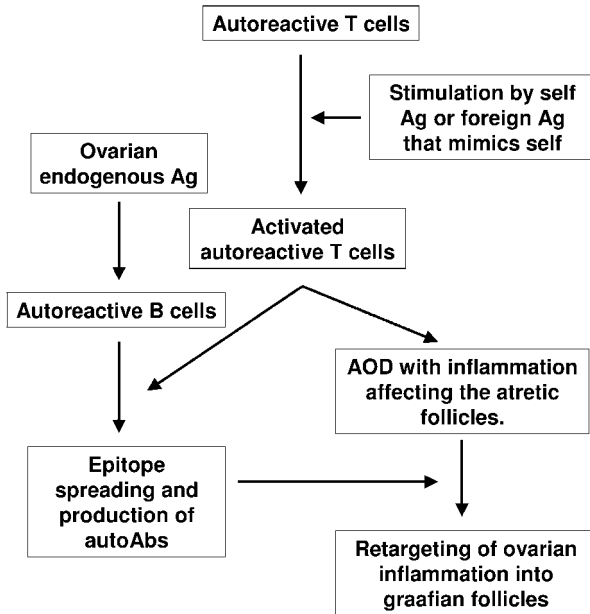 Autoreactive T cells
Stimulation by self
Ag or foreign Ag
that mimics self
Ovarian
endogenous Ag
Activated
autoreactive T cells
Autoreactive B cells
AOD with inflammation
affecting the atretic
follicles.
Epitope
spreading and
production of
autoAbs
Retargeting of ovarian
inflammation into
graafian follicles